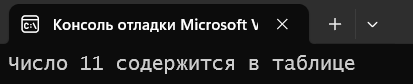 Консоль отладки Microsoft V
Число 11 содержится в таблице